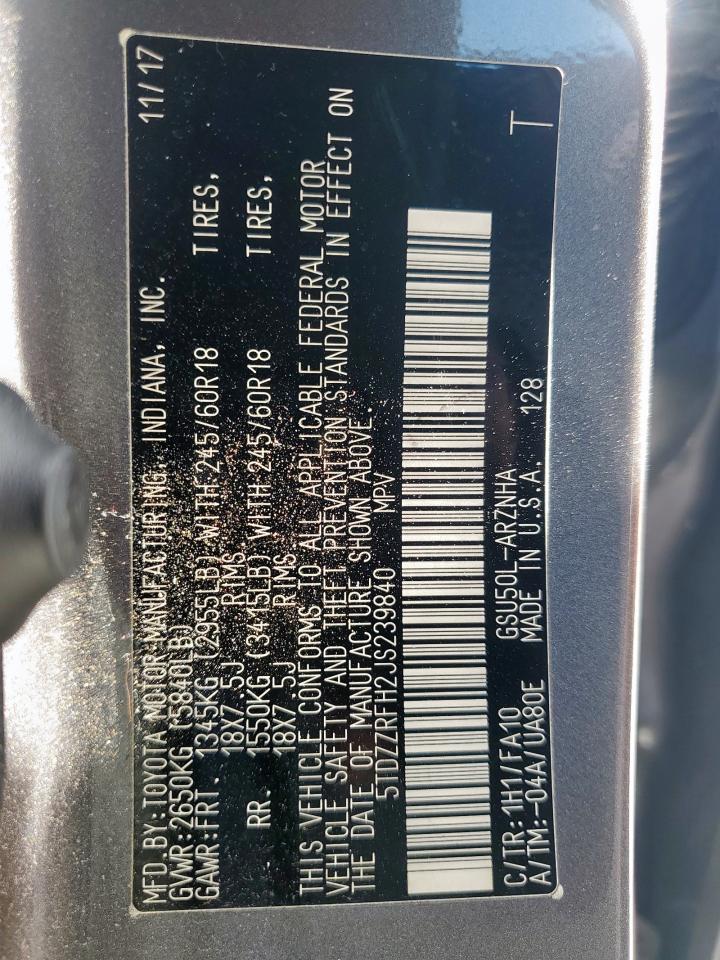 MFD.BY:TOYOTA MOTOR MANUFACTURING, INDIANA, INC. 11/17
GVWR:2650KG (5840LB)
GAWR:FRT. 1345KG (2955LB) WITH 245/60R18 TIRES,
18X7.5J RIMS
RR. 1550KG (3415LB) WITH 245/60R18 TIRES,
18X7.5J RIMS
THIS VEHICLE CONFORMS TO ALL APPLICABLE FEDERAL MOTOR
VEHICLE SAFETY AND THEFT PREVENTION STANDARDS IN EFFECT ON
THE DATE OF MANUFACTURE SHOWN ABOVE.
5TDZZRFH2JS239840 MPV
C/TR:1H1/FA10 GSU50L-ARZNHA T
A/TM:-04A/UA80E MADE IN U.S.A. 128